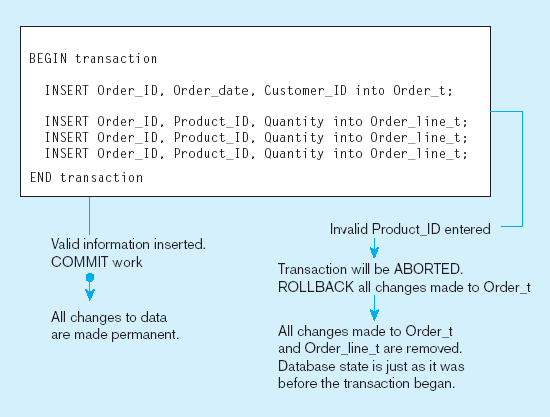 BEGIN transaction
INSERT Order_ID, Order_date, Customer_ID into Order_t;
INSERT Order_ID, Product_ID, Quantity into Order_line_t;
INSERT Order_ID, Product_ID, Quantity into Order_line_t;
INSERT Order_ID, Product_ID, Quantity into Order_line_t;
END transaction
Valid information inserted.
COMMIT work
All changes to data
are made permanent.
Invalid Product_ID entered
Transaction will be ABORTED.
ROLLBACK all changes made to Order_t
All changes made to Order_t
and Order_line_t are removed.
Database state is just as it was
before the transaction began.